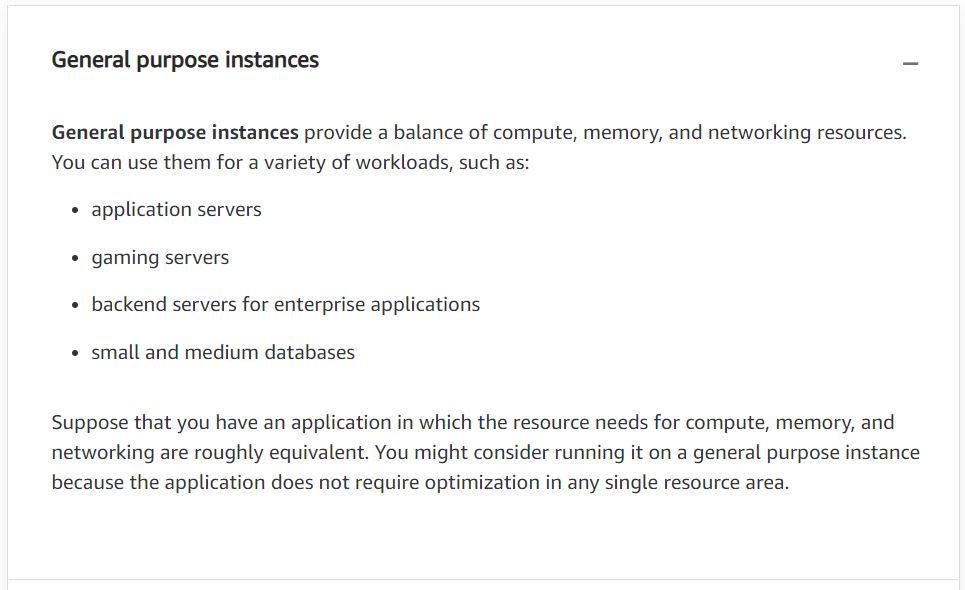 General purpose instances
General purpose instances provide a balance of compute, memory, and networking resources.
You can use them for a variety of workloads, such as:
• application servers
• gaming servers
• backend servers for enterprise applications
• small and medium databases
Suppose that you have an application in which the resource needs for compute, memory, and
networking are roughly equivalent. You might consider running it on a general purpose instance
because the application does not require optimization in any single resource area.